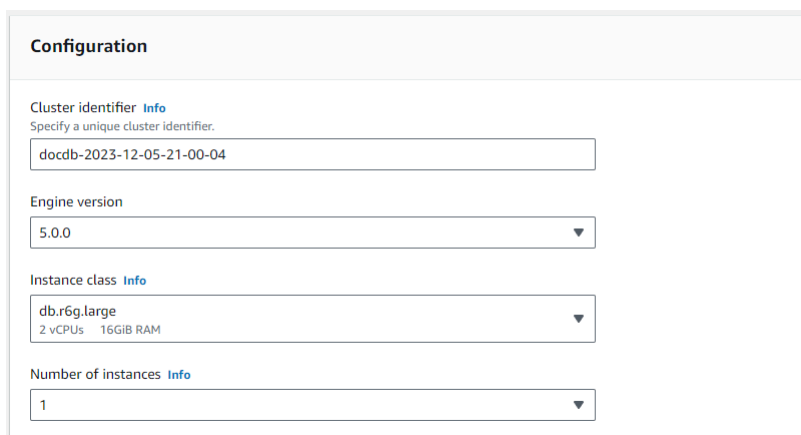 Configuration
Cluster identifier Info
Specify a unique cluster identifier.
docdb-2023-12-05-21-00-04
Engine version
5.0.0
Instance class Info
db.r6g.large
2 vCPUs 16GiB RAM
Number of instances Info
1